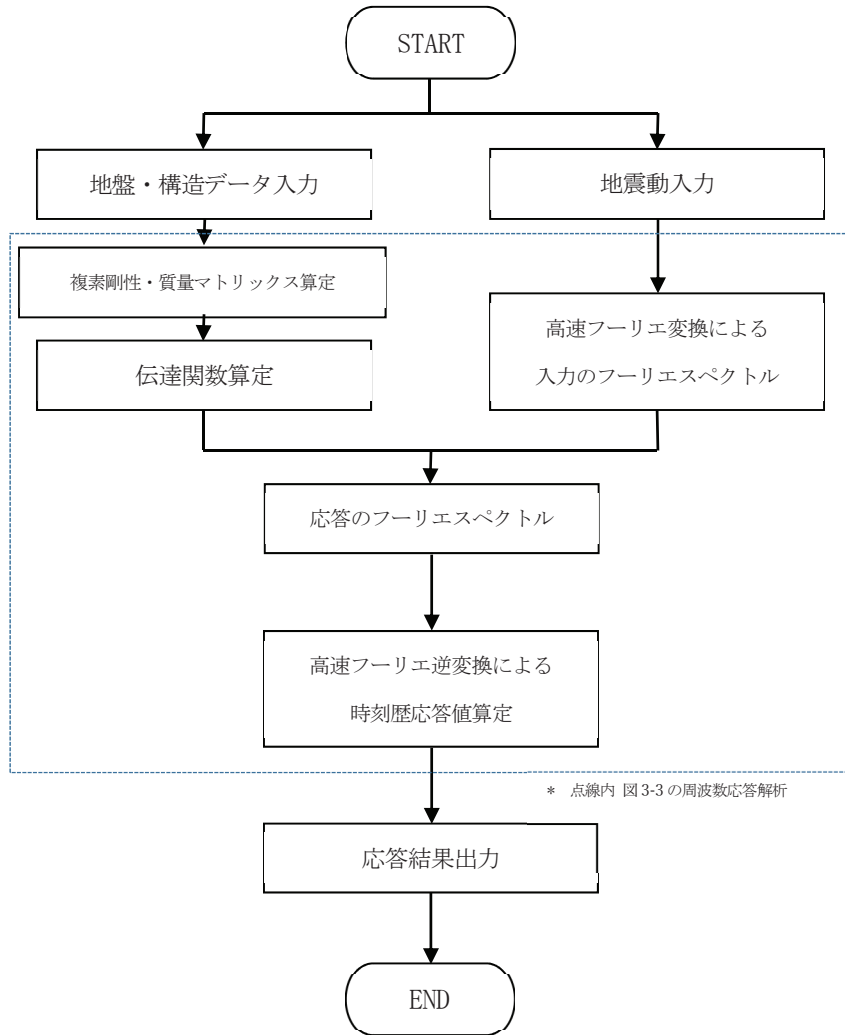 START
地盤・構造データ入力
地震動入力
複素剛性・質量マトリックス算定
高速フーリエ変換による
入力のフーリエスペクトル
伝達関数算定
応答のフーリエスペクトル
高速フーリエ逆変換による
時刻歴応答値算定
* 点線内 図 3-3 の周波数応答解析
応答結果出力
END